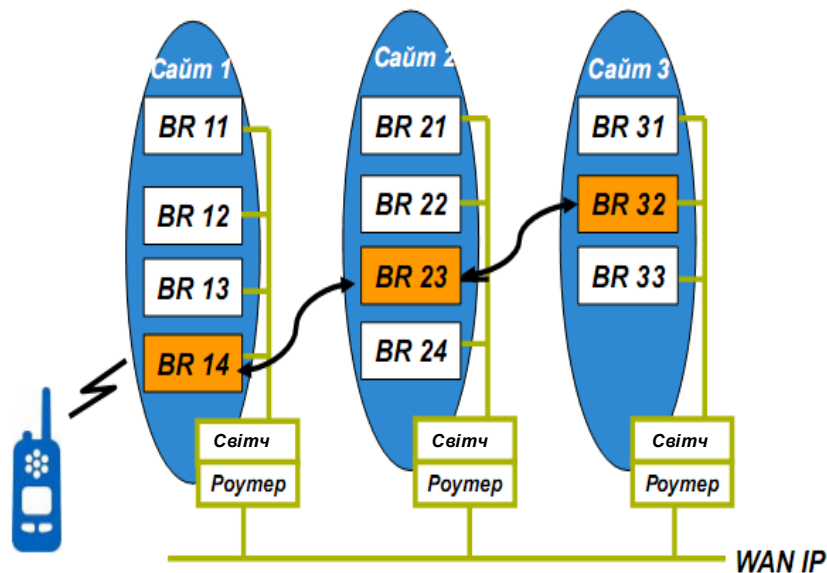 Сайт 1
BR 11
BR 12
BR 13
BR 14
Світч
Роутер
Сайт 2
BR 21
BR 22
BR 23
BR 24
Світч
Роутер
Сайт 3
BR 31
BR 32
BR 33
Світч
Роутер
WAN IP